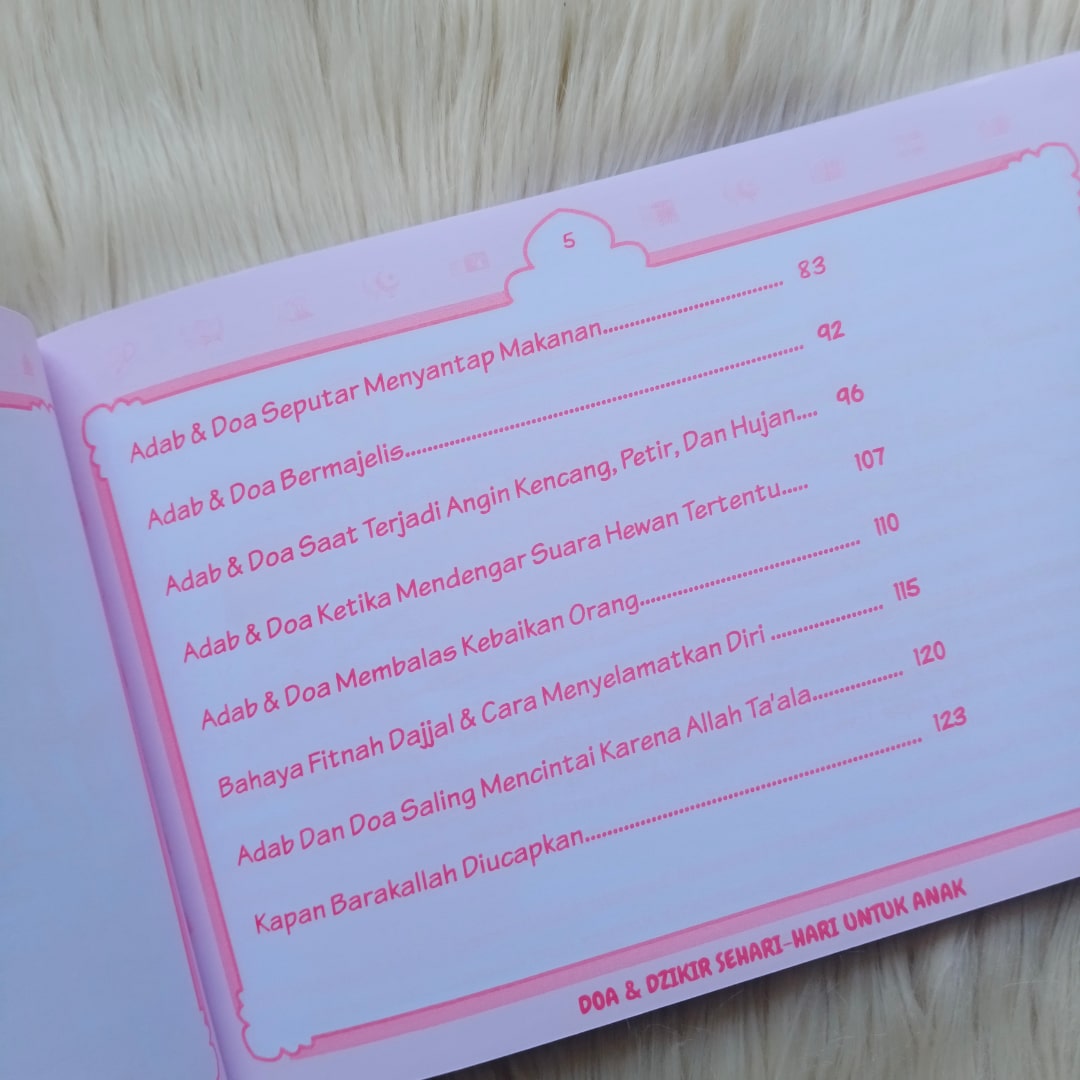 5
Adab & Doa Seputar Menyantap Makanan........................... 83
Adab & Doa Bermajelis............................................................ 92
Adab & Doa Saat Terjadi Angin Kencang, Petir, Dan Hujan.... 96
Adab & Doa Ketika Mendengar Suara Hewan Tertentu..... 107
Adab & Doa Membalas Kebaikan Orang................................. 110
Bahaya Fitnah Dajjal & Cara Menyelamatkan Diri ................. 115
Adab Dan Doa Saling Mencintai Karena Allah Ta'ala.............. 120
Kapan Barakallah Diucapkan.................................................. 123
DOA & DZIKIR SEHARI-HARI UNTUK ANAK